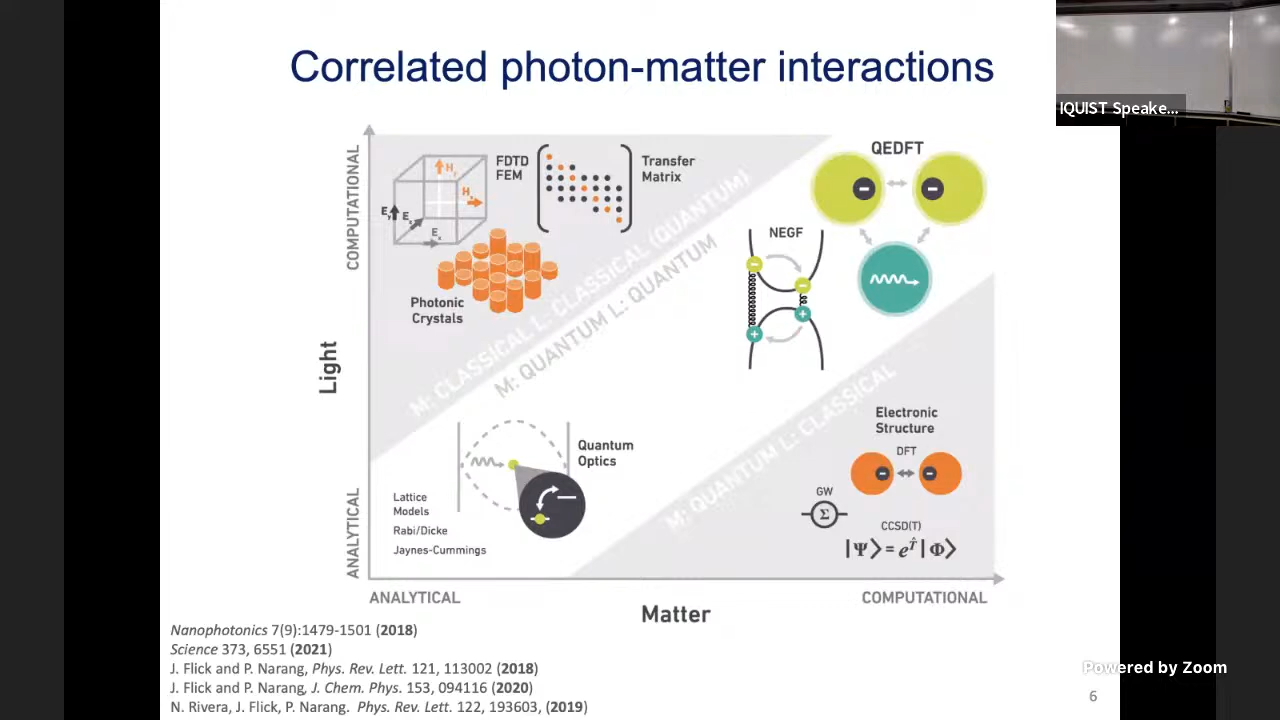 Correlated photon-matter interactions
IQUIST Speake...
COMPUTATIONAL
FDTD
FEM
Transfer
Matrix
QEDFT
NEGF
Photonic
Crystals
M: CLASSICAL L: CLASSICAL (QUANTUM)
M: QUANTUM L: QUANTUM
M: QUANTUM L: CLASSICAL
Light
Quantum
Optics
Lattice
Models
Rabi/Dicke
Jaynes-Cummings
Electronic
Structure
DFT
GW
Σ
CCSD(T)
|Ψ⟩ = e^T̂ |Φ⟩
ANALYTICAL
ANALYTICAL
COMPUTATIONAL
Matter
Nanophotonics 7(9):1479-1501 (2018)
Science 373, 6551 (2021)
J. Flick and P. Narang, Phys. Rev. Lett. 121, 113002 (2018)
J. Flick and P. Narang, J. Chem. Phys. 153, 094116 (2020)
N. Rivera, J. Flick, P. Narang. Phys. Rev. Lett. 122, 193603, (2019)
Powered by Zoom
6